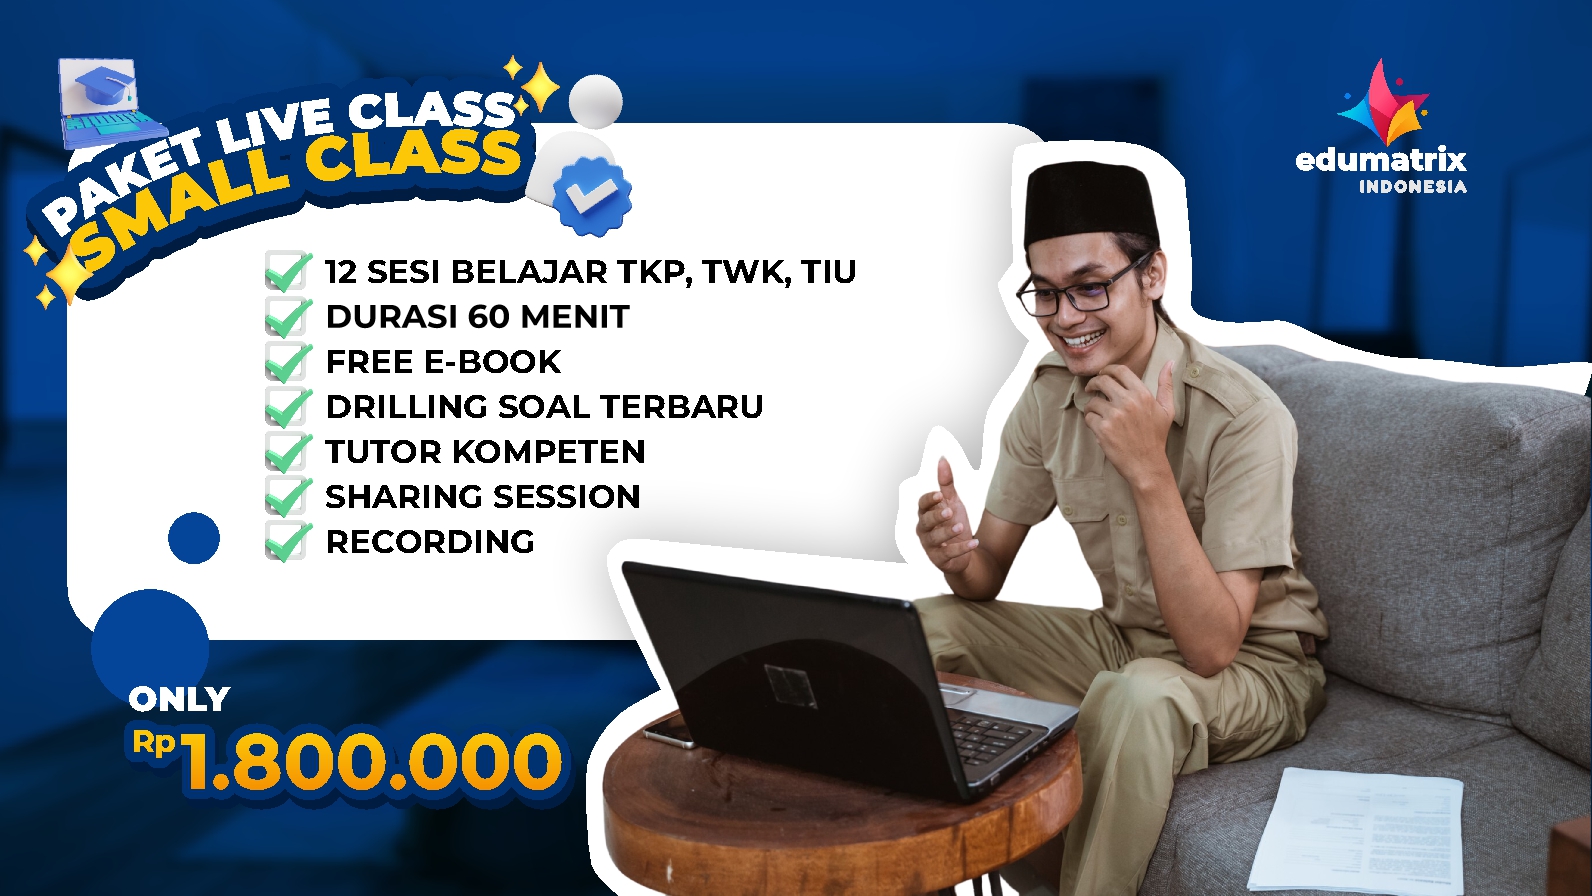 PAKET LIVE CLASS
SMALL CLASS
edumatrix
INDONESIA
12 SESI BELAJAR TKP, TWK, TIU
DURASI 60 MENIT
FREE E-BOOK
DRILLING SOAL TERBARU
TUTOR KOMPETEN
SHARING SESSION
RECORDING
ONLY
Rp1.800.000